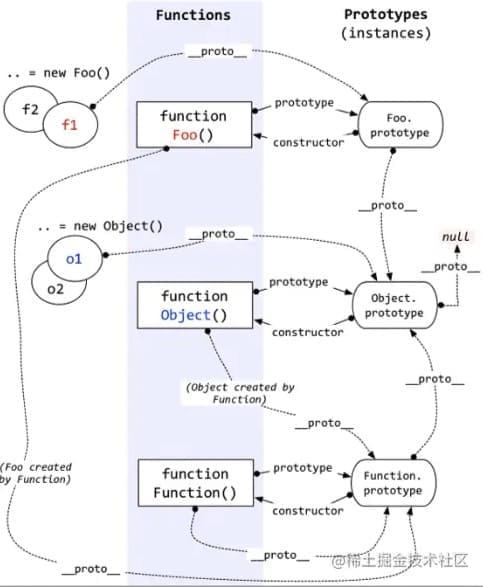 Functions
Prototypes
(instances)
__proto__
.. = new Foo()
f2
f1
function
Foo()
prototype
constructor
Foo.
prototype
__proto__
.. = new Object()
__proto__
null
o1
o2
__proto__
function
Object()
prototype
constructor
Object.
prototype
(Object created by
Function)
__proto__
__proto__
(Foo created
by Function)
function
Function()
prototype
constructor
Function.
prototype
__proto__
__proto__
@稀土掘金技术社区